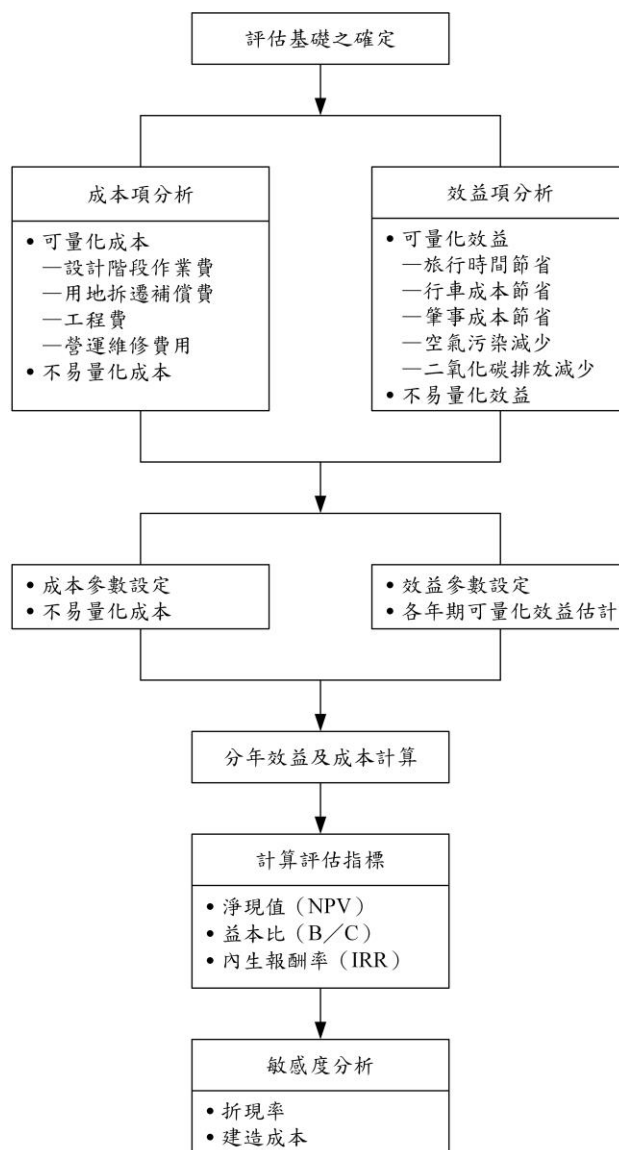 評估基礎之確定
成本項分析
• 可量化成本
—設計階段作業費
—用地拆遷補償費
—工程費
—營運維修費用
• 不易量化成本
效益項分析
• 可量化效益
—旅行時間節省
—行車成本節省
—肇事成本節省
—空氣污染減少
—二氧化碳排放減少
• 不易量化效益
• 成本參數設定
• 不易量化成本
• 效益參數設定
• 各年期可量化效益估計
分年效益及成本計算
計算評估指標
• 淨現值（NPV）
• 益本比（B／C）
• 內生報酬率（IRR）
敏感度分析
• 折現率
• 建造成本